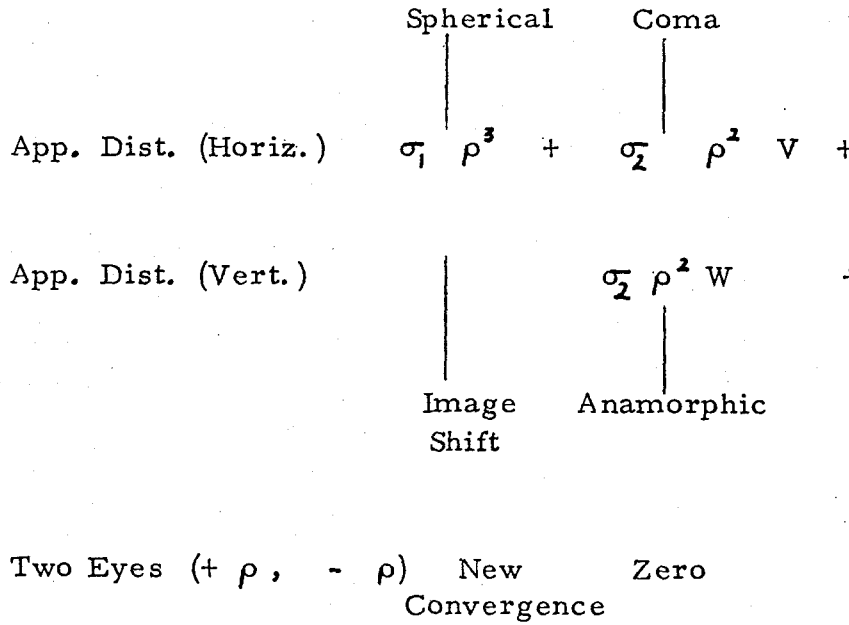 Spherical Coma
App. Dist. (Horiz.) σ₁ ρ³ + σ₂ ρ² V +
App. Dist. (Vert.) σ₂ ρ² W
Image Anamorphic
Shift
Two Eyes (+ ρ, - ρ) New Zero
Convergence